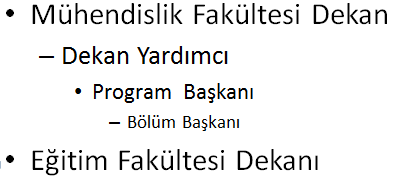 • Mühendislik Fakültesi Dekan
– Dekan Yardımcı
• Program Başkanı
– Bölüm Başkanı
• Eğitim Fakültesi Dekanı